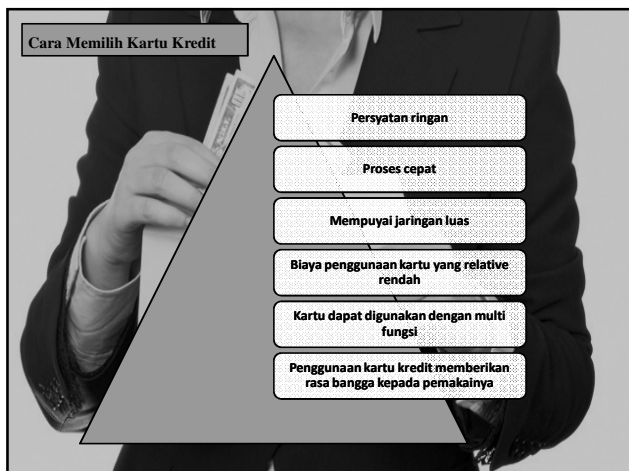 Cara Memilih Kartu Kredit
Persyatan ringan
Proses cepat
Mempuyai jaringan luas
Biaya penggunaan kartu yang relative
rendah
Kartu dapat digunakan dengan multi
fungsi
Penggunaan kartu kredit memberikan
rasa bangga kepada pemakainya